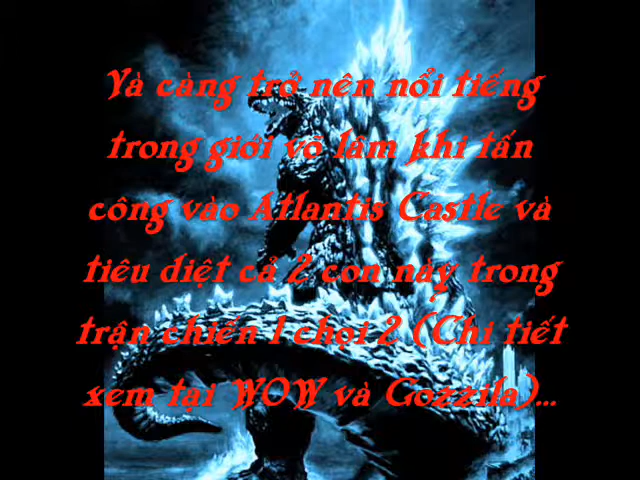 Và càng trở nên nổi tiếng
trong giới võ lâm khi tấn
công vào Atlantis Castle và
tiêu diệt cả 2 con này trong
trận chiến 1 chọi 2 (Chi tiết
xem tại WOW và Gozzila)...